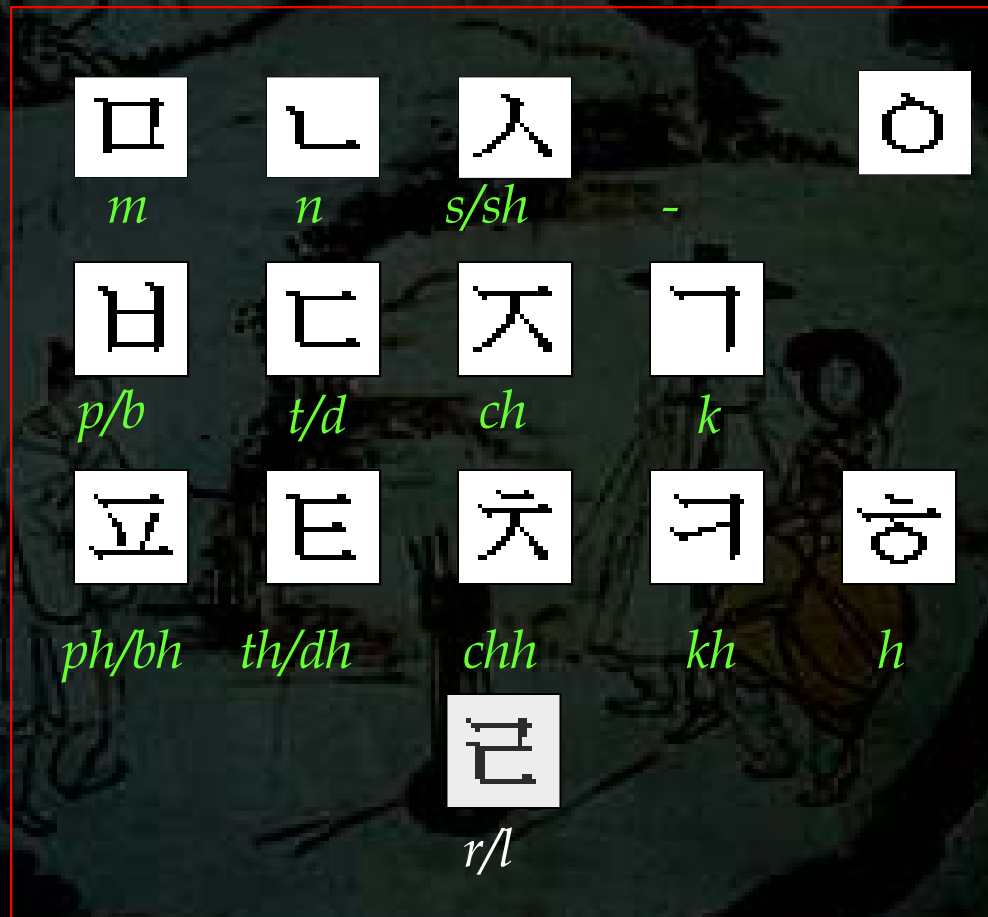 ㅁ ㄴ ㅅ ㅇ
m n s/sh -
ㅂ ㄷ ㅈ ㄱ
p/b t/d ch k
ㅍ ㅌ ㅊ ㅋ ㅎ
ph/bh th/dh chh kh h
ㄹ
r/l